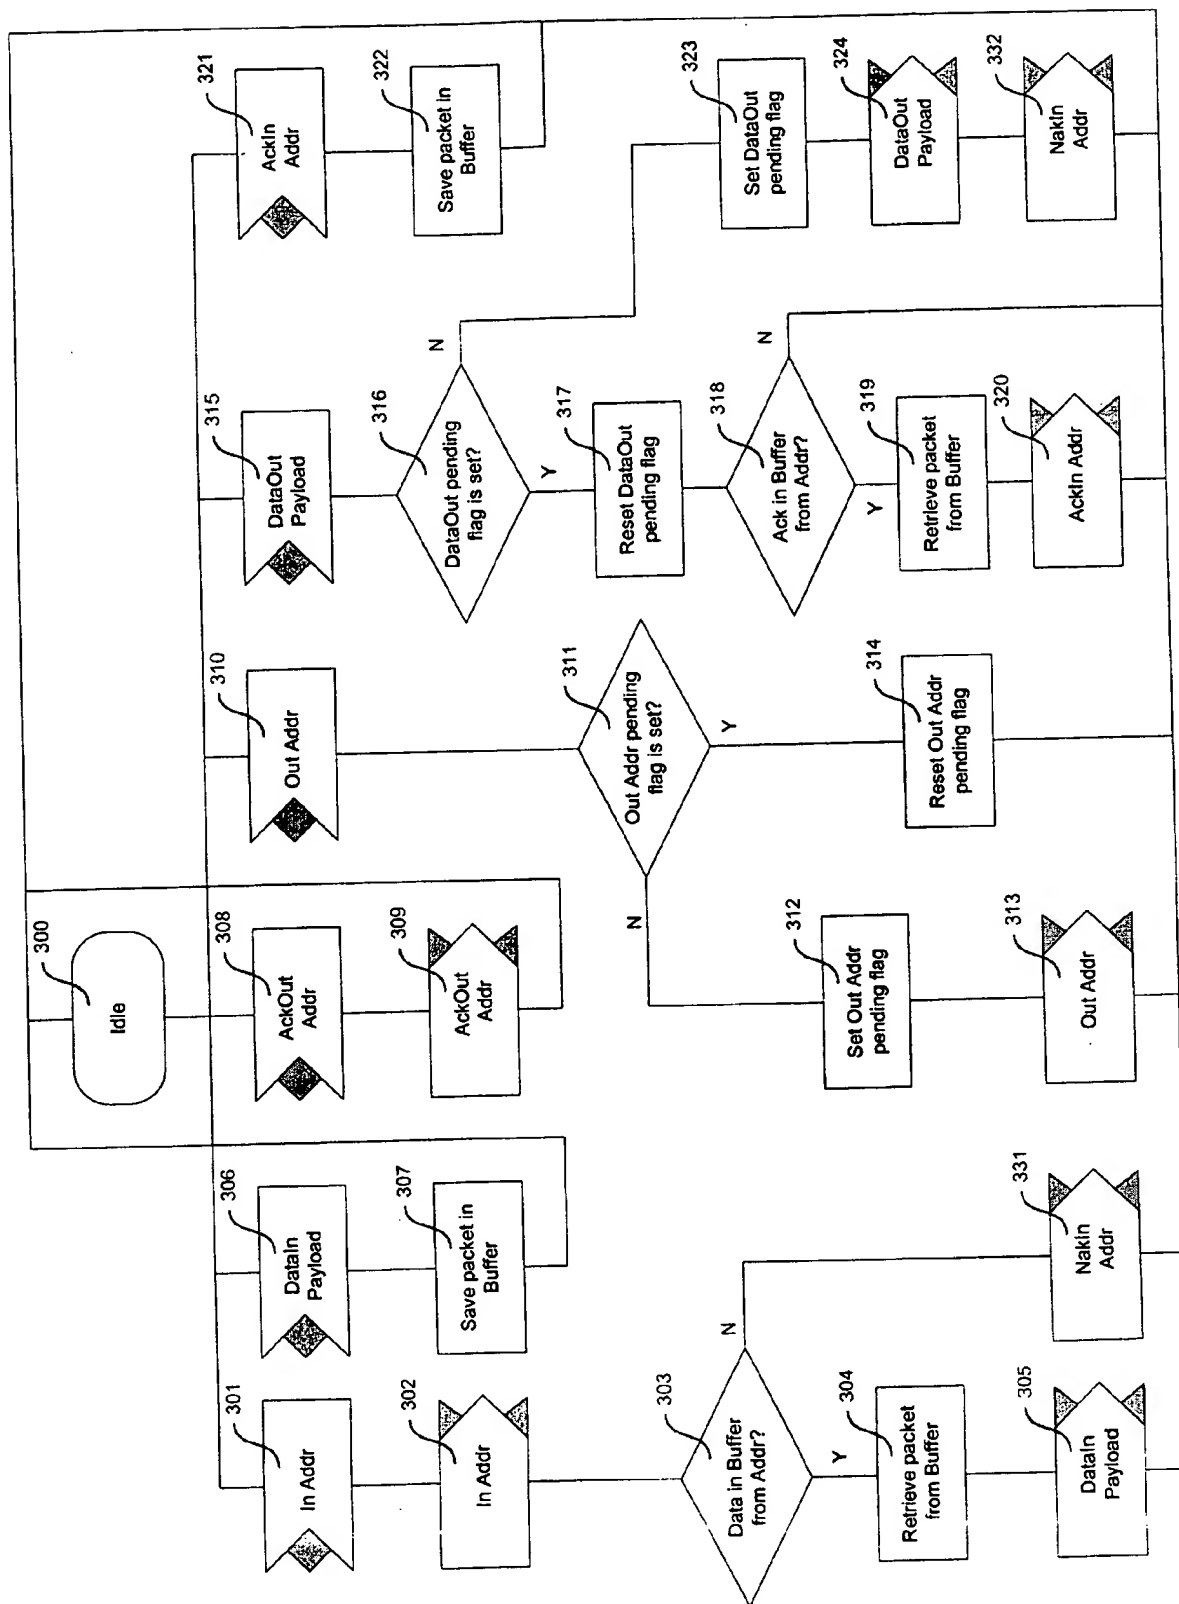 300
Idle
301
In Addr
302
In Addr
303
Data in Buffer
from Addr?
Y
N
304
Retrieve packet
from Buffer
305
DataIn
Payload
331
NakIn
Addr
306
DataIn
Payload
307
Save packet in
Buffer
308
AckOut
Addr
309
AckOut
Addr
310
Out Addr
311
Out Addr pending
flag is set?
N
Y
312
Set Out Addr
pending flag
313
Out Addr
314
Reset Out Addr
pending flag
315
DataOut
Payload
316
DataOut pending
flag is set?
N
Y
317
Reset DataOut
pending flag
318
Ack in Buffer
from Addr?
N
Y
319
Retrieve packet
from Buffer
320
AckIn Addr
321
AckIn
Addr
322
Save packet in
Buffer
323
Set DataOut
pending flag
324
DataOut
Payload
332
NakIn
Addr